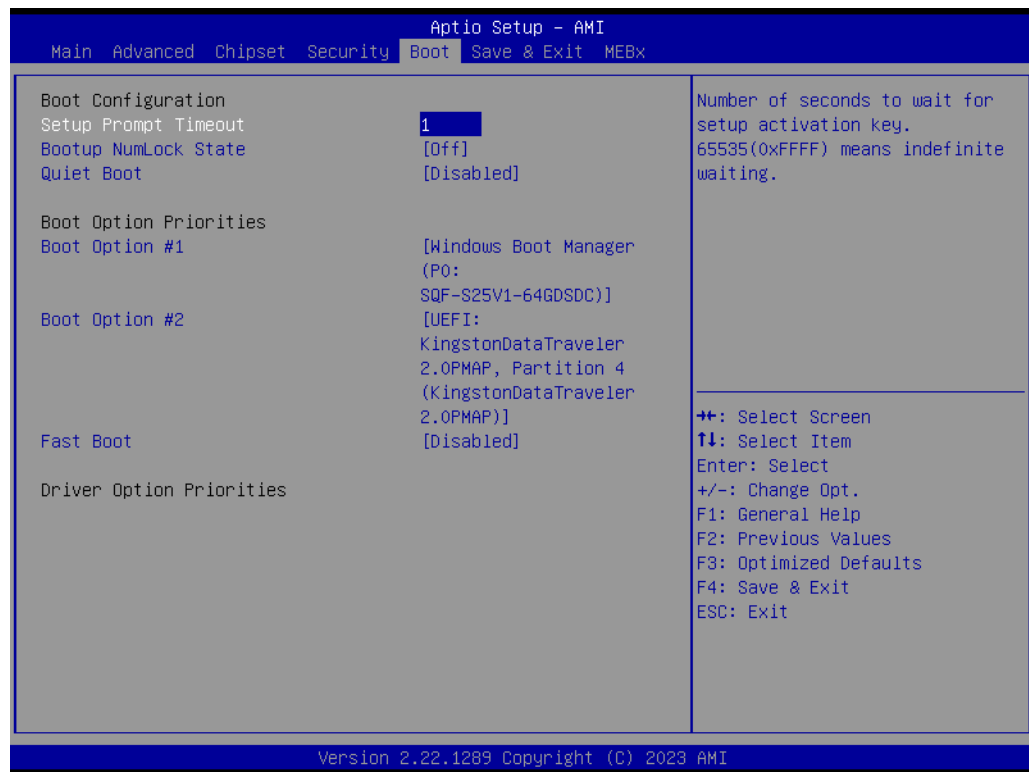 Aptio Setup – AMI
Main Advanced Chipset Security Boot Save & Exit MEBx
Boot Configuration
Setup Prompt Timeout 1
Bootup NumLock State [Off]
Quiet Boot [Disabled]
Boot Option Priorities
Boot Option #1 [Windows Boot Manager
(P0:
SQF-S25V1-64GDSDC)]
Boot Option #2 [UEFI:
KingstonDataTraveler
2.0PMAP, Partition 4
(KingstonDataTraveler
2.0PMAP)]
Fast Boot [Disabled]
Driver Option Priorities
Number of seconds to wait for
setup activation key.
65535(0xFFFF) means indefinite
waiting.
→←: Select Screen
↑↓: Select Item
Enter: Select
+/-: Change Opt.
F1: General Help
F2: Previous Values
F3: Optimized Defaults
F4: Save & Exit
ESC: Exit
Version 2.22.1289 Copyright (C) 2023 AMI